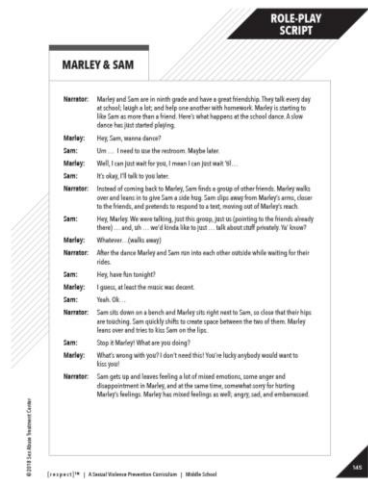 ROLE-PLAY
SCRIPT
MARLEY & SAM
Narrator: Marley and Sam are in ninth grade and have a great friendship. They talk every day
at school; laugh a lot; and help one another with homework. Marley is starting to
like Sam as more than a friend. Here's what happens at the school dance. A slow
dance has just started playing.
Marley: Hey, Sam, wanna dance?
Sam: Um ... I need to use the restroom. Maybe later.
Marley: Well, I can just wait for you, I mean I can just wait 'til ...
Sam: It's okay, I'll talk to you later.
Narrator: Instead of coming back to Marley, Sam finds a group of other friends. Marley walks
over and leans in to give Sam a side hug. Sam slips away from Marley's arms, closer
to the friends, and pretends to respond to a text, moving out of Marley's reach.
Sam: Hey, Marley. We were talking, just this group, just us (pointing to the friends already
there) ... and, uh ... we'd kinda like to just ... talk about stuff privately. Ya' know?
Marley: Whatever...(walks away)
Narrator: After the dance Marley and Sam run into each other outside while waiting for their
rides.
Sam: Hey, have fun tonight?
Marley: I guess, at least the music was decent.
Sam: Yeah. Ok...
Narrator: Sam sits down on a bench and Marley sits right next to Sam, so close that their hips
are touching. Sam quickly shifts to create space between the two of them. Marley
leans over and tries to kiss Sam on the lips.
Sam: Stop it Marley! What are you doing?
Marley: What's wrong with you? I don't need this! You're lucky anybody would want to
kiss you!
Narrator: Sam gets up and leaves feeling a lot of mixed emotions, some anger and
disappointment in Marley, and at the same time, somewhat sorry for hurting
Marley's feelings. Marley has mixed feelings as well; angry, sad, and embarrassed.
©2018 Sex Abuse Treatment Center
[respect]™ | A Sexual Violence Prevention Curriculum | Middle School
145